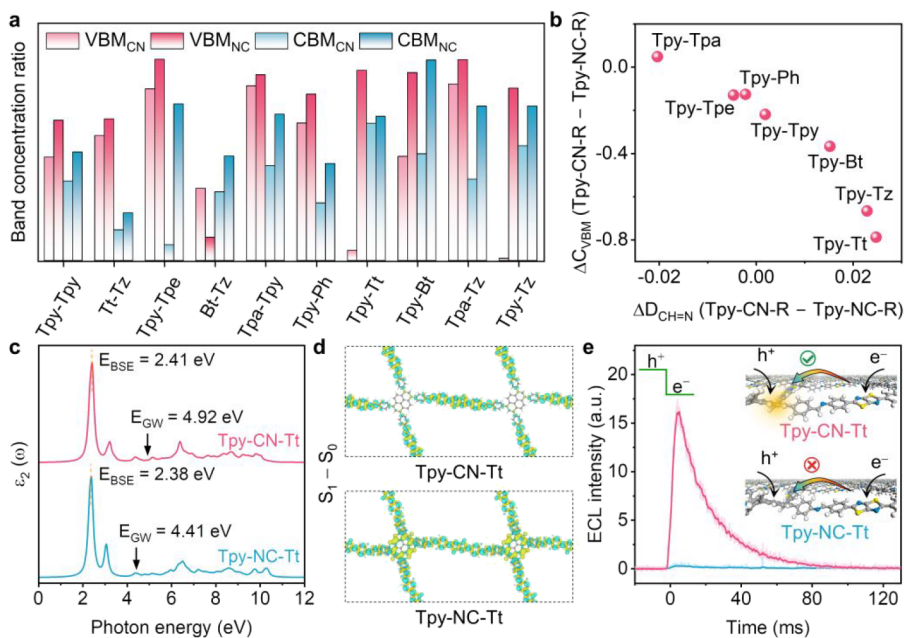 a
VBM_CN VBM_NC CBM_CN CBM_NC
Band concentration ratio
Tpy-Tpy Tt-Tz Tpy-Tpe Bt-Tz Tpa-Tpy Tpy-Ph Tpy-Tt Tpy-Bt Tpa-Tz Tpy-Tz
b
ΔC_VBM (Tpy-CN-R − Tpy-NC-R)
0.0
-0.4
-0.8
Tpy-Tpa
Tpy-Ph
Tpy-Tpe
Tpy-Tpy
Tpy-Bt
Tpy-Tz
Tpy-Tt
-0.02 0.00 0.02
ΔD_CH=N (Tpy-CN-R − Tpy-NC-R)
c
ε₂ (ω)
E_BSE = 2.41 eV
E_GW = 4.92 eV
Tpy-CN-Tt
E_BSE = 2.38 eV
E_GW = 4.41 eV
Tpy-NC-Tt
0 2 4 6 8 10 12
Photon energy (eV)
d
S₁ − S₀
Tpy-CN-Tt
Tpy-NC-Tt
e
ECL intensity (a.u.)
20
15
10
5
0
h⁺
e⁻
h⁺ e⁻
Tpy-CN-Tt
h⁺ e⁻
Tpy-NC-Tt
0 40 80 120
Time (ms)